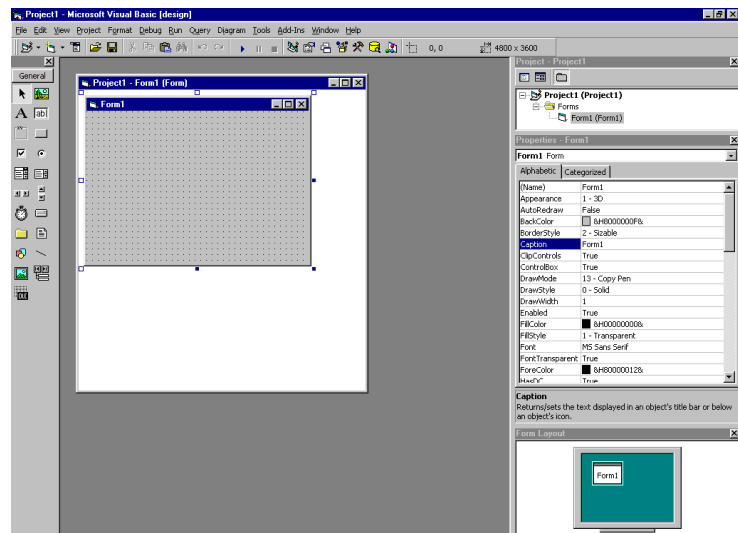 Project1 - Microsoft Visual Basic [design]
File Edit View Project Format Debug Run Query Diagram Tools Add-Ins Window Help
0, 0 4800 x 3600
General
A ab|
Project1 - Form1 (Form)
Form1
Project - Project1
Project1 (Project1)
Forms
Form1 (Form1)
Properties - Form1
Form1 Form
Alphabetic Categorized
(Name) Form1
Appearance 1 - 3D
AutoRedraw False
BackColor &H8000000F&
BorderStyle 2 - Sizable
Caption Form1
ClipControls True
ControlBox True
DrawMode 13 - Copy Pen
DrawStyle 0 - Solid
DrawWidth 1
Enabled True
FillColor &H00000000&
FillStyle 1 - Transparent
Font MS Sans Serif
FontTransparent True
ForeColor &H80000012&
HasDC True
Caption
Returns/sets the text displayed in an object's title bar or below
an object's icon.
Form Layout
Form1